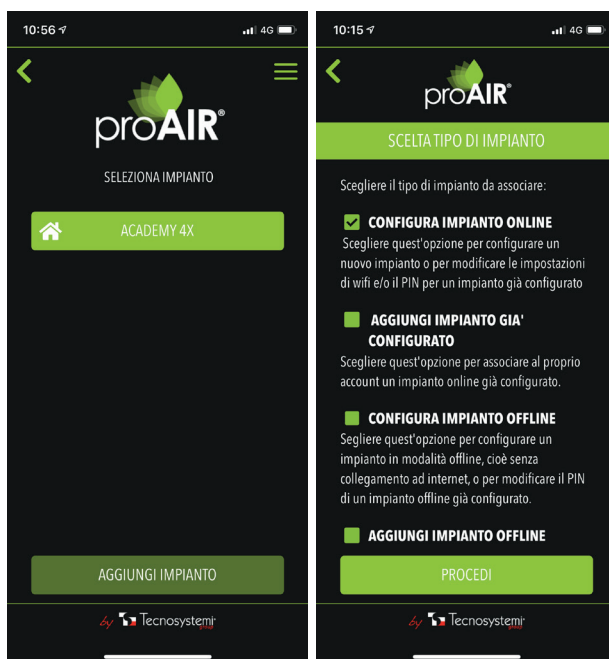 10:56
4G
proAIR®
SELEZIONA IMPIANTO
ACADEMY 4X
AGGIUNGI IMPIANTO
by Tecnosystemi
group
10:15
4G
proAIR®
SCELTA TIPO DI IMPIANTO
Scegliere il tipo di impianto da associare:
CONFIGURA IMPIANTO ONLINE
Scegliere quest'opzione per configurare un
nuovo impianto o per modificare le impostazioni
di wifi e/o il PIN per un impianto già configurato
AGGIUNGI IMPIANTO GIA'
CONFIGURATO
Scegliere quest'opzione per associare al proprio
account un impianto online già configurato.
CONFIGURA IMPIANTO OFFLINE
Segliere quest'opzione per configurare un
impianto in modalità offline, cioè senza
collegamento ad internet, o per modificare il PIN
di un impianto offline già configurato.
AGGIUNGI IMPIANTO OFFLINE
PROCEDI
by Tecnosystemi
group